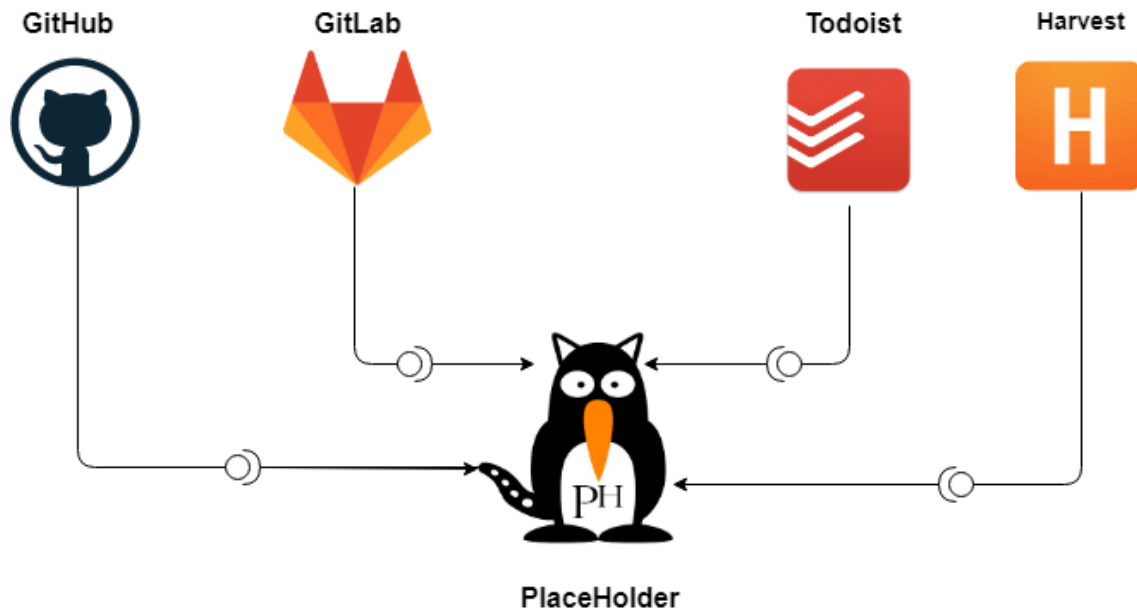 GitHub
GitLab
Todoist
Harvest
H
PH
PlaceHolder